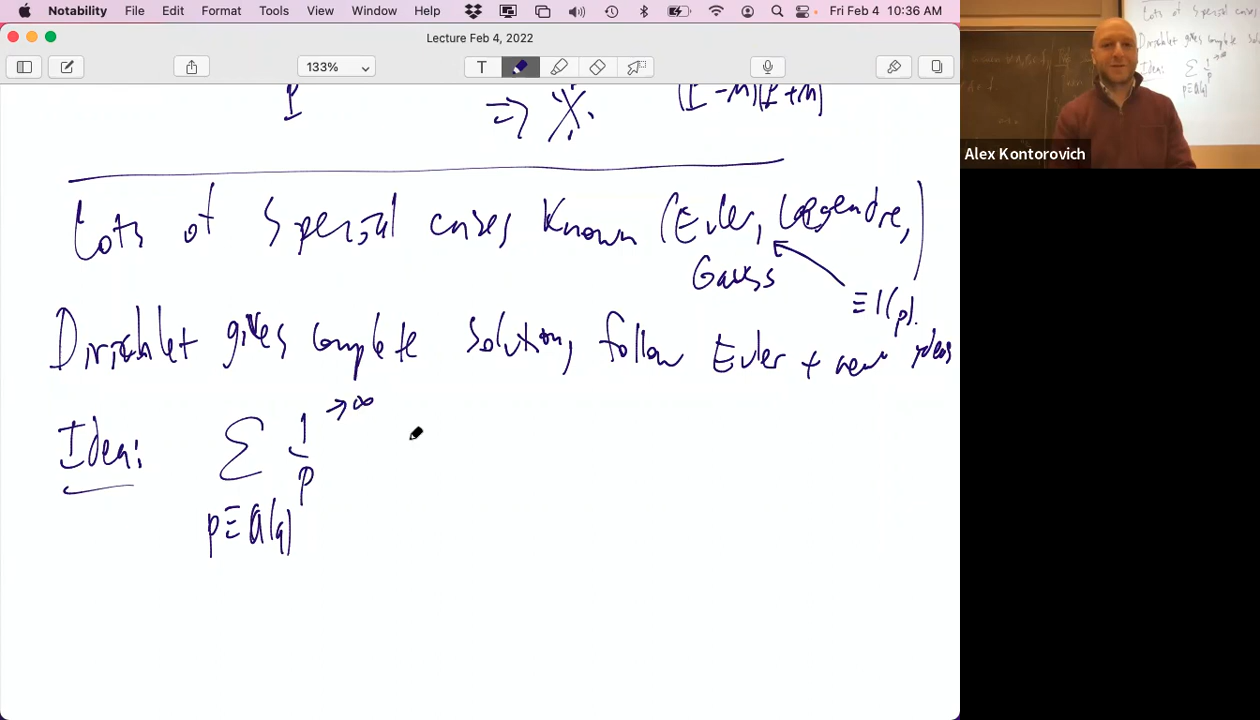 Notability File Edit Format Tools View Window Help Fri Feb 4 10:36 AM
Lecture Feb 4, 2022
133% T
P ⇒ (P-n)(P+n)
Lots of Special cases Known (Euler, Legendre,
Gauss )
≡1(p).
Dirichlet gives complete solution, follow Euler + new ideas
Idea: Σ 1/p →∞
p≡a(q)
Alex Kontorovich